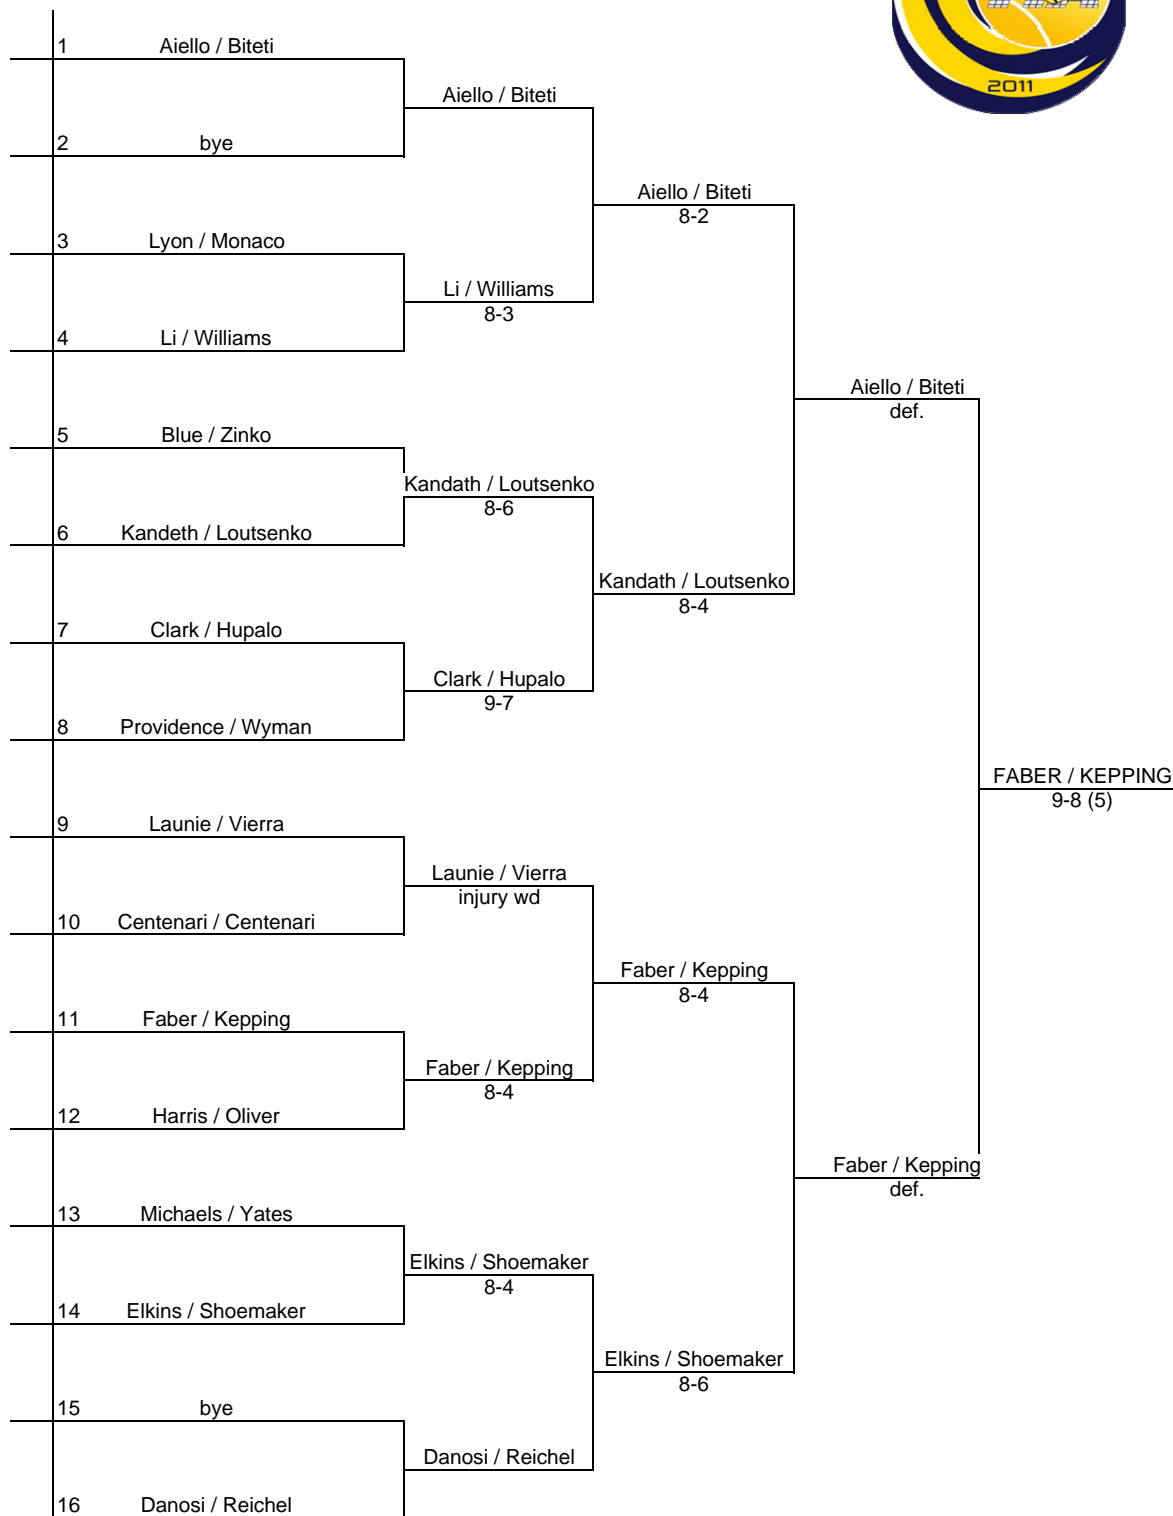 2011
1 Aiello / Biteti
Aiello / Biteti
2 bye
Aiello / Biteti
8-2
3 Lyon / Monaco
Li / Williams
8-3
4 Li / Williams
Aiello / Biteti
def.
5 Blue / Zinko
Kandath / Loutsenko
8-6
6 Kandeth / Loutsenko
Kandath / Loutsenko
8-4
7 Clark / Hupalo
Clark / Hupalo
9-7
8 Providence / Wyman
FABER / KEPPING
9-8 (5)
9 Launie / Vierra
Launie / Vierra
injury wd
10 Centenari / Centenari
Faber / Kepping
8-4
11 Faber / Kepping
Faber / Kepping
8-4
12 Harris / Oliver
Faber / Kepping
def.
13 Michaels / Yates
Elkins / Shoemaker
8-4
14 Elkins / Shoemaker
Elkins / Shoemaker
8-6
15 bye
Danosi / Reichel
16 Danosi / Reichel